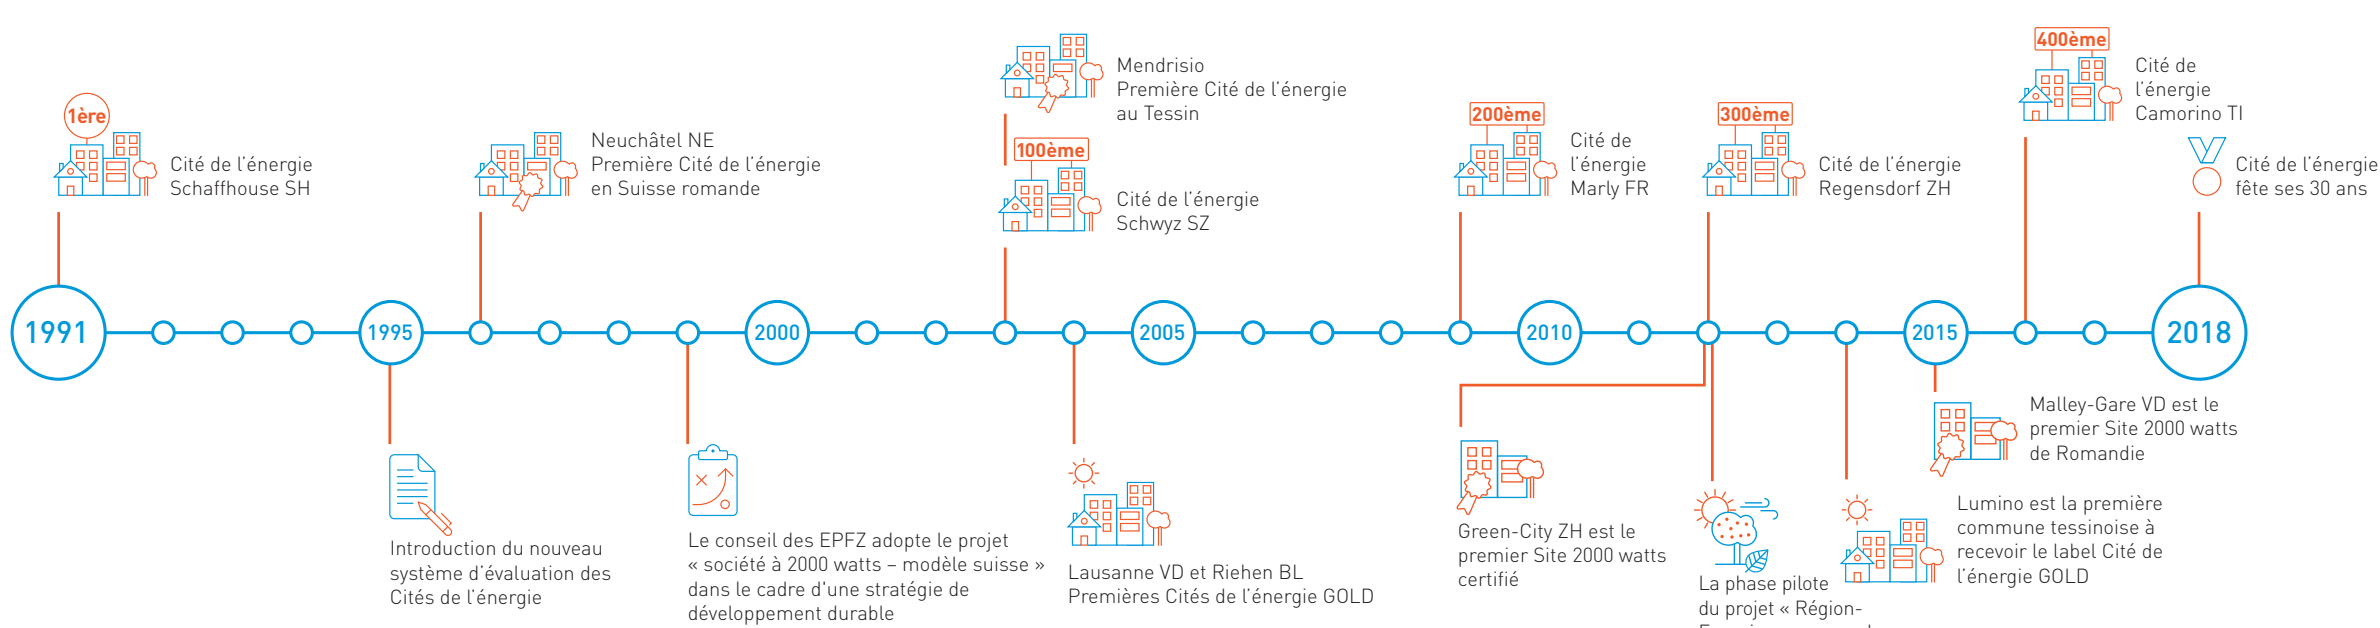 1ère
Cité de l'énergie
Schaffhouse SH
Neuchâtel NE
Première Cité de l'énergie
en Suisse romande
Mendrisio
Première Cité de l'énergie
au Tessin
100ème
Cité de l'énergie
Schwyz SZ
200ème
Cité de
l'énergie
Marly FR
300ème
Cité de l'énergie
Regensdorf ZH
400ème
Cité de
l'énergie
Camorino TI
Cité de l'énergie
fête ses 30 ans
1991
1995
2000
2005
2010
2015
2018
Introduction du nouveau
système d'évaluation des
Cités de l'énergie
Le conseil des EPFZ adopte le projet
« société à 2000 watts – modèle suisse »
dans le cadre d'une stratégie de
développement durable
Lausanne VD et Riehen BL
Premières Cités de l'énergie GOLD
Green-City ZH est le
premier Site 2000 watts
certifié
La phase pilote
du projet « Région-
Lumino est la première
commune tessinoise à
recevoir le label Cité de
l'énergie GOLD
Malley-Gare VD est le
premier Site 2000 watts
de Romandie